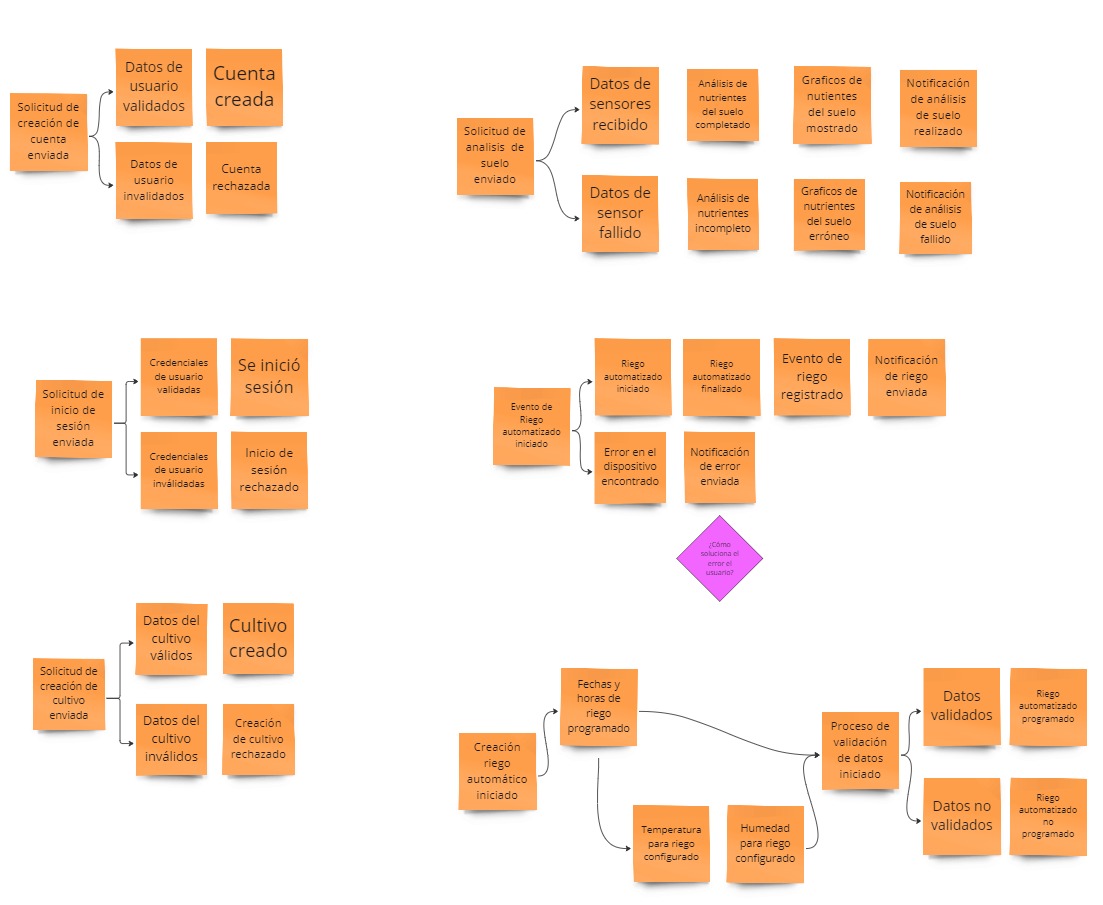 Solicitud de
creación de
cuenta
enviada
Datos de
usuario
validados
Cuenta
creada
Datos de
usuario
invalidados
Cuenta
rechazada
Solicitud de
analisis de
suelo
enviado
Datos de
sensores
recibido
Análisis de
nutrientes
del suelo
completado
Graficos de
nutientes
del suelo
mostrado
Notificación
de análisis
de suelo
realizado
Datos de
sensor
fallido
Análisis de
nutrientes
incompleto
Graficos de
nutrientes
del suelo
erróneo
Notificación
de análisis
de suelo
fallido
Solicitud de
inicio de
sesión
enviada
Credenciales
de usuario
validadas
Se inició
sesión
Credenciales
de usuario
inválidadas
Inicio de
sesión
rechazado
Evento de
Riego
automatizado
iniciado
Riego
automatizado
iniciado
Riego
automatizado
finalizado
Evento de
riego
registrado
Notificación
de riego
enviada
Error en el
dispositivo
encontrado
Notificación
de error
enviada
¿Cómo
soluciona el
error el
usuario?
Solicitud de
creación de
cultivo
enviada
Datos del
cultivo
válidos
Cultivo
creado
Datos del
cultivo
inválidos
Creación
de cultivo
rechazado
Creación
riego
automático
iniciado
Fechas y
horas de
riego
programado
Temperatura
para riego
configurado
Humedad
para riego
configurado
Proceso de
validación
de datos
iniciado
Datos
validados
Riego
automatizado
programado
Datos no
validados
Riego
automatizado
no
programado